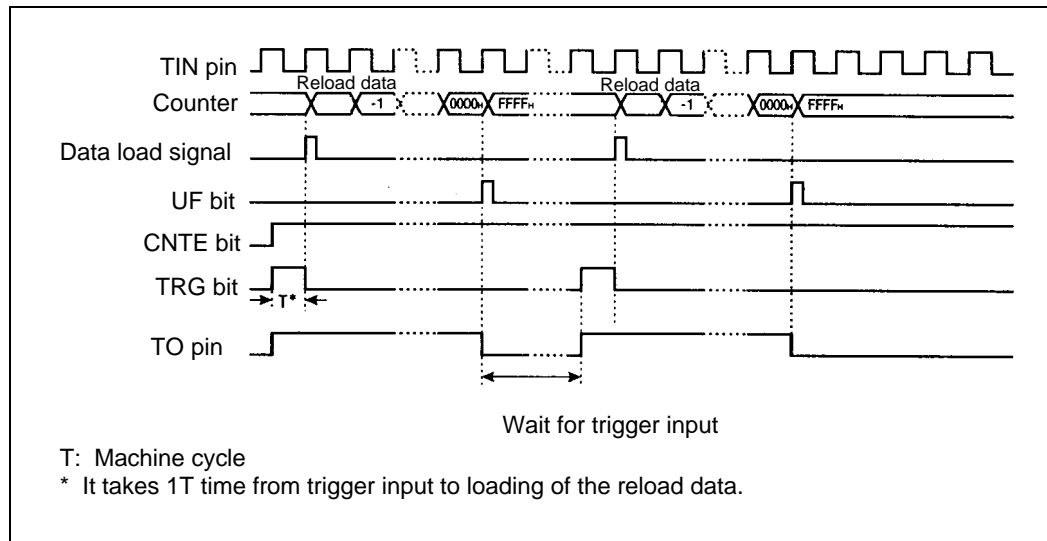 TIN pin
Reload data Reload data
Counter -1 0000H FFFFH -1 0000H FFFFH
Data load signal
UF bit
CNTE bit
TRG bit
T*
TO pin
Wait for trigger input
T: Machine cycle
* It takes 1T time from trigger input to loading of the reload data.